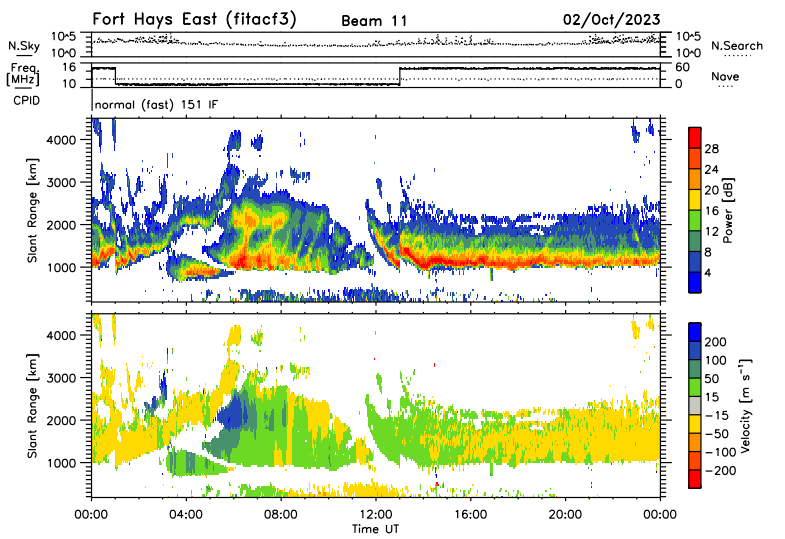 Fort Hays East (fitacf3) Beam 11 02/Oct/2023
N.Sky 10^5 10^0 10^5 10^0 N.Search
Freq. [MHz] 16 10 60 0 Nave
CPID normal (fast) 151 IF
Slant Range [km]
4000
3000
2000
1000
28
24
20
16
12
8
4
Power [dB]
Slant Range [km]
4000
3000
2000
1000
200
100
50
15
−15
−50
−100
−200
Velocity [m s⁻¹]
00:00 04:00 08:00 12:00 16:00 20:00 00:00
Time UT